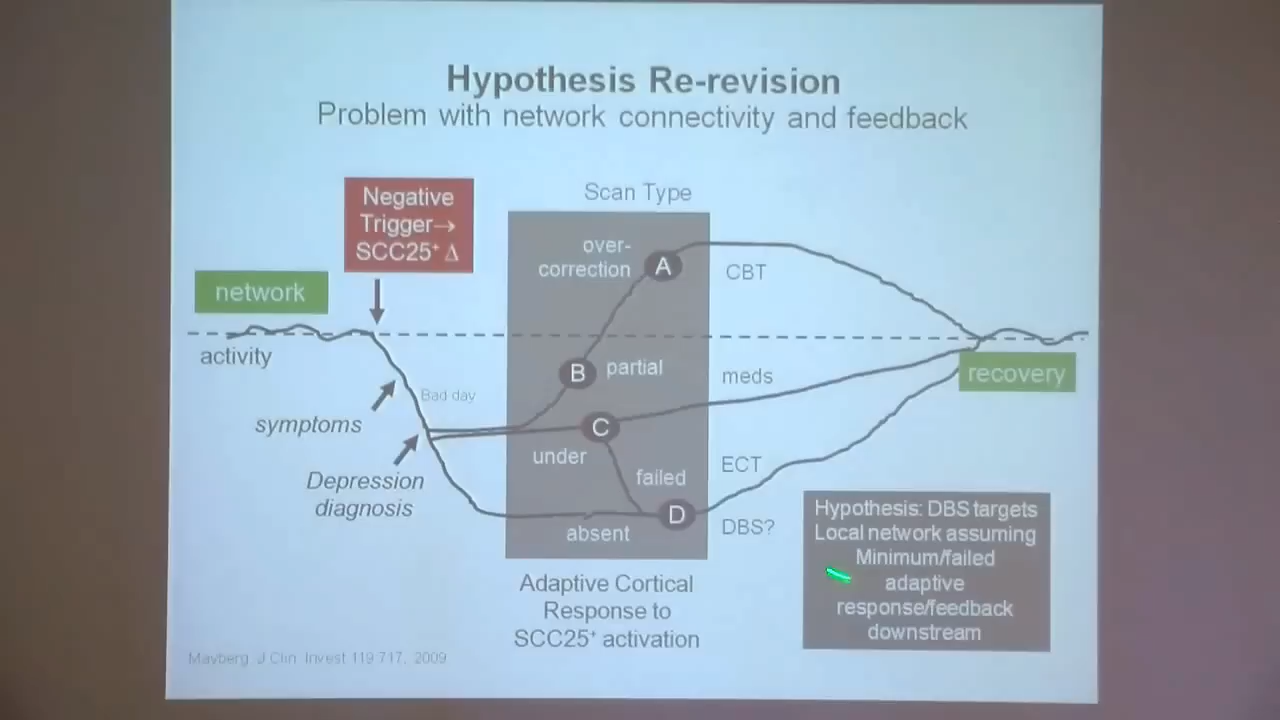 Hypothesis Re-revision
Problem with network connectivity and feedback
Negative
Trigger→
SCC25⁺ Δ
Scan Type
network
activity
symptoms
Bad day
Depression
diagnosis
over-
correction
A
B
partial
C
under
failed
D
absent
CBT
meds
ECT
DBS?
recovery
Adaptive Cortical
Response to
SCC25⁺ activation
Hypothesis: DBS targets
Local network assuming
Minimum/failed
adaptive
response/feedback
downstream
Mayberg J Clin Invest 119:717, 2009